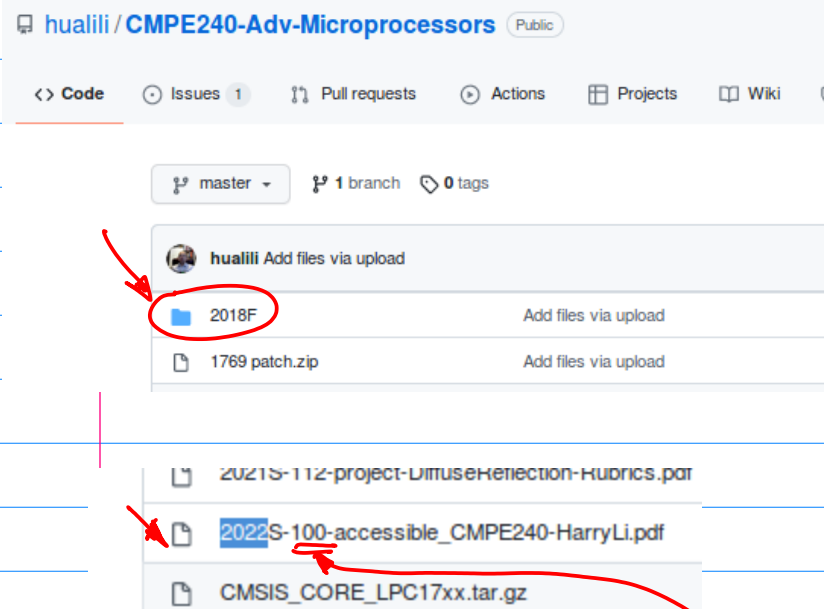 hualili / CMPE240-Adv-Microprocessors Public
Code Issues 1 Pull requests Actions Projects Wiki
master 1 branch 0 tags
hualili Add files via upload
2018F Add files via upload
1769 patch.zip Add files via upload
2021S-112-project-DiffuseReflection-Rubrics.pdf
2022S-100-accessible_CMPE240-HarryLi.pdf
CMSIS_CORE_LPC17xx.tar.gz